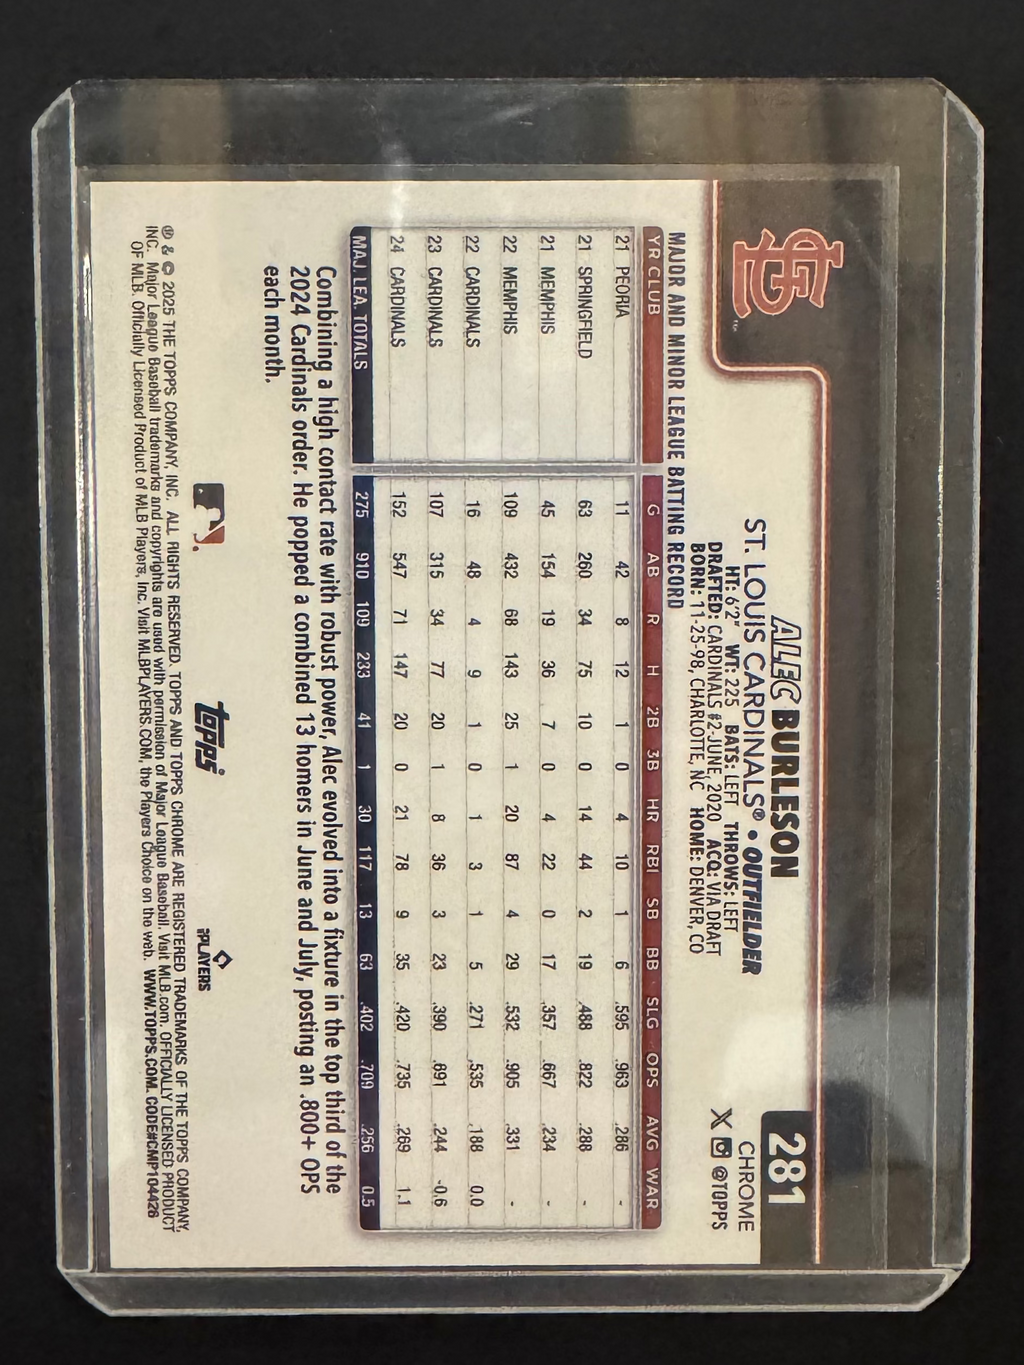 StL
TM
281
CHROME
X @TOPPS
ALEC BURLESON
ST. LOUIS CARDINALS® • OUTFIELDER
HT: 6'2" WT: 225 BATS: LEFT THROWS: LEFT
DRAFTED: CARDINALS #2-JUNE, 2020 ACQ: VIA DRAFT
BORN: 11-25-98, CHARLOTTE, NC HOME: DENVER, CO
MAJOR AND MINOR LEAGUE BATTING RECORD
YR CLUB G AB R H 2B 3B HR RBI SB BB SLG OPS AVG WAR
21 PEORIA 11 42 8 12 1 0 4 10 1 6 .595 .963 .286 -
21 SPRINGFIELD 63 260 34 75 10 0 14 44 2 19 .488 .822 .288 -
21 MEMPHIS 45 154 19 36 7 0 4 22 0 17 .357 .667 .234 -
22 MEMPHIS 109 432 68 143 25 1 20 87 4 29 .532 .905 .331 -
22 CARDINALS 16 48 4 9 1 0 1 3 1 5 .271 .535 .188 0.0
23 CARDINALS 107 315 34 77 20 1 8 36 3 23 .390 .691 .244 -0.6
24 CARDINALS 152 547 71 147 20 0 21 78 9 35 .420 .735 .269 1.1
MAJ. LEA. TOTALS 275 910 109 233 41 1 30 117 13 63 .402 .709 .256 0.5
Combining a high contact rate with robust power, Alec evolved into a fixture in the top third of the
2024 Cardinals order. He popped a combined 13 homers in June and July, posting an .800+ OPS
each month.
topps
PLAYERS
® & © 2025 THE TOPPS COMPANY, INC. ALL RIGHTS RESERVED. TOPPS AND TOPPS CHROME ARE REGISTERED TRADEMARKS OF THE TOPPS COMPANY,
INC. Major League Baseball trademarks and copyrights are used with permission of Major League Baseball. Visit MLB.com. OFFICIALLY LICENSED PRODUCT
OF MLB. Officially Licensed Product of MLB Players, Inc. Visit MLBPLAYERS.COM, the Players Choice on the web. WWW.TOPPS.COM. CODE#CMP104426